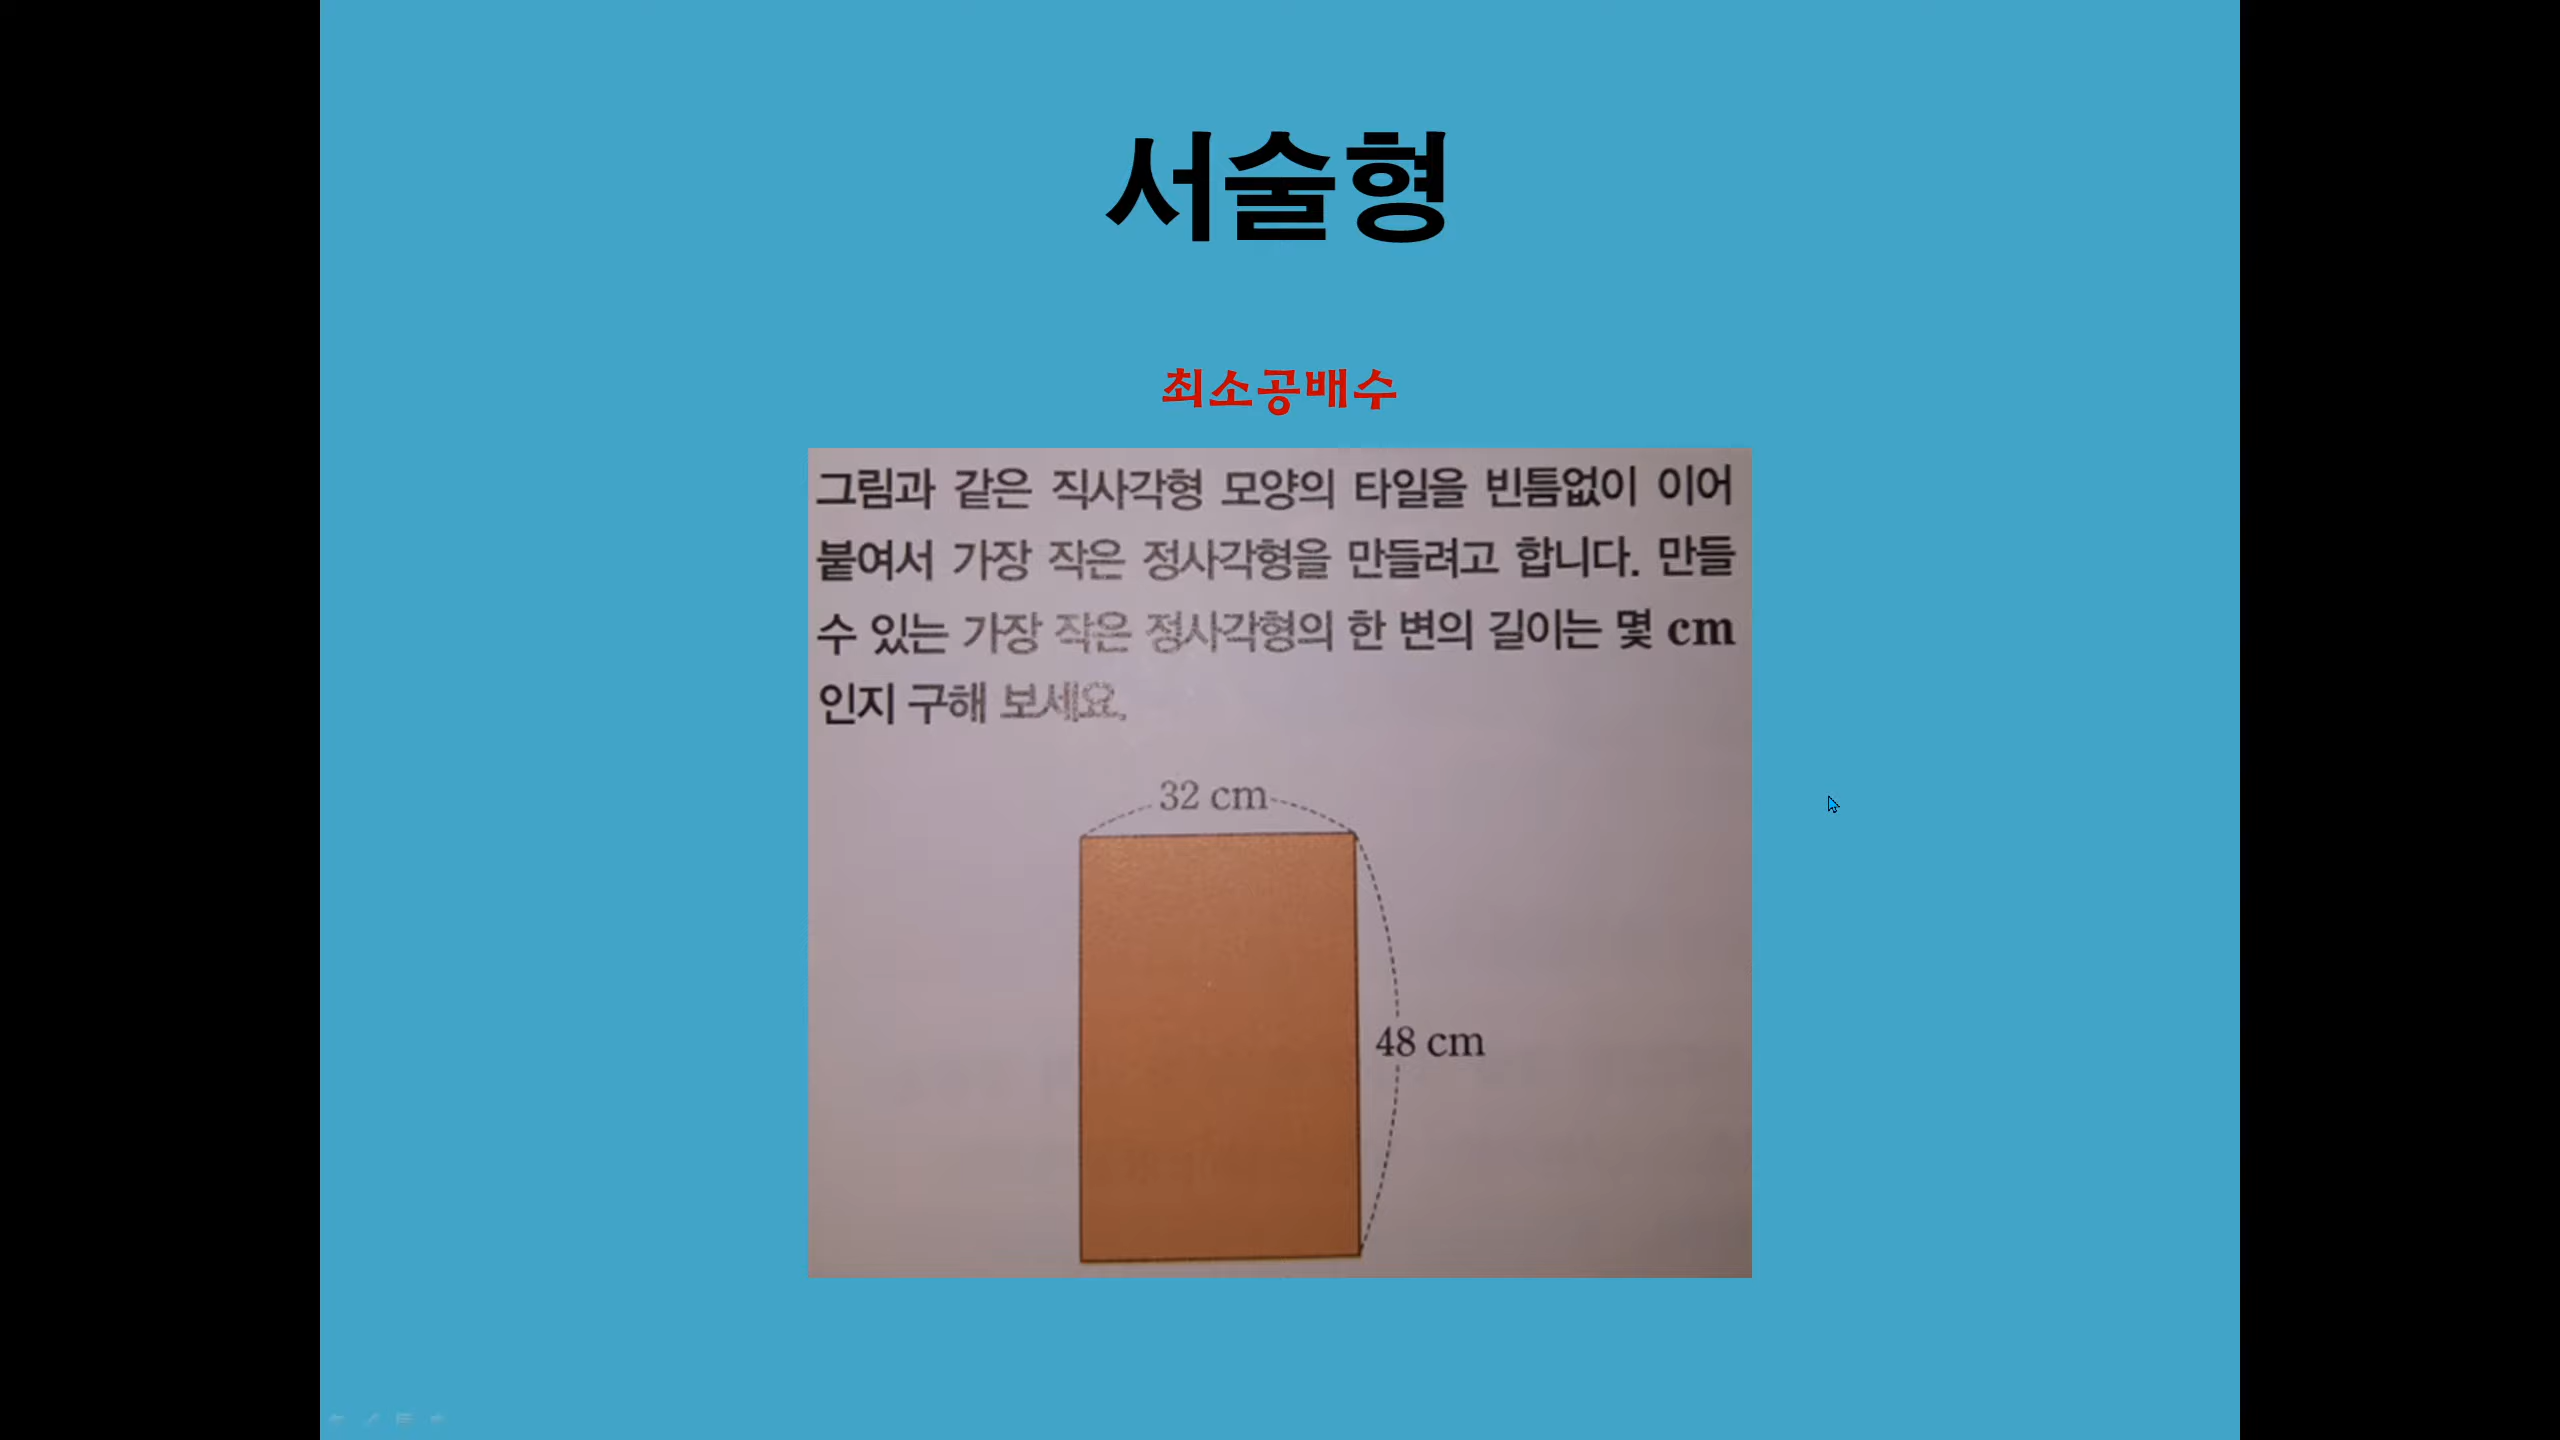 서술형
최소공배수
그림과 같은 직사각형 모양의 타일을 빈틈없이 이어
붙여서 가장 작은 정사각형을 만들려고 합니다. 만들
수 있는 가장 작은 정사각형의 한 변의 길이는 몇 cm
인지 구해 보세요.
32 cm
48 cm